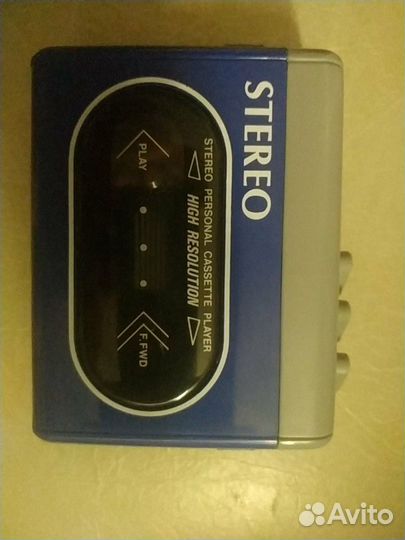 STEREO
STEREO PERSONAL CASSETTE PLAYER
HIGH RESOLUTION
PLAY
F.FWD
Avito